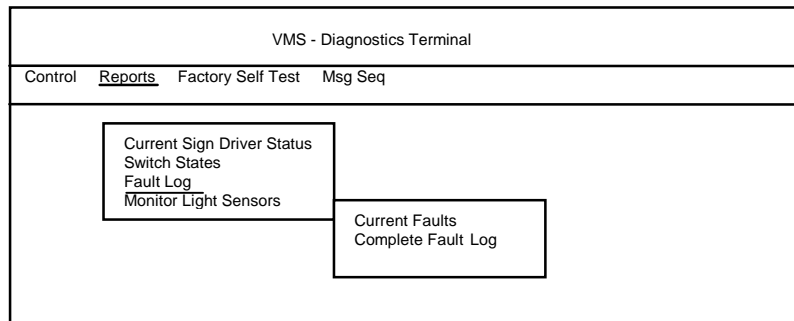 VMS - Diagnostics Terminal
Control Reports Factory Self Test Msg Seq
Current Sign Driver Status
Switch States
Fault Log
Monitor Light Sensors
Current Faults
Complete Fault Log